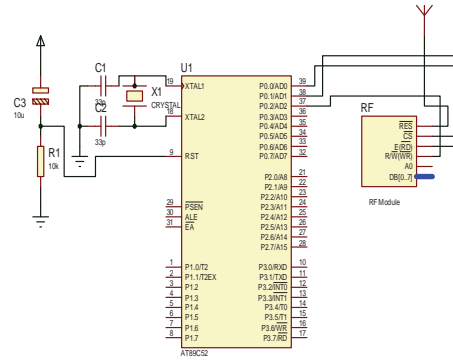 C3
10u
R1
10k
C1
33p
C2
33p
X1
CRYSTAL
U1
19 XTAL1
18 XTAL2
9 RST
29 PSEN
30 ALE
31 EA
1 P1.0/T2
2 P1.1/T2EX
3 P1.2
4 P1.3
5 P1.4
6 P1.5
7 P1.6
8 P1.7
P0.0/AD0 39
P0.1/AD1 38
P0.2/AD2 37
P0.3/AD3 36
P0.4/AD4 35
P0.5/AD5 34
P0.6/AD6 33
P0.7/AD7 32
P2.0/A8 21
P2.1/A9 22
P2.2/A10 23
P2.3/A11 24
P2.4/A12 25
P2.5/A13 26
P2.6/A14 27
P2.7/A15 28
P3.0/RXD 10
P3.1/TXD 11
P3.2/INT0 12
P3.3/INT1 13
P3.4/T0 14
P3.5/T1 15
P3.6/WR 16
P3.7/RD 17
AT89C52
RF
RES
CS
E(RD)
R/W(WR)
A0
DB[0..7]
RF Module